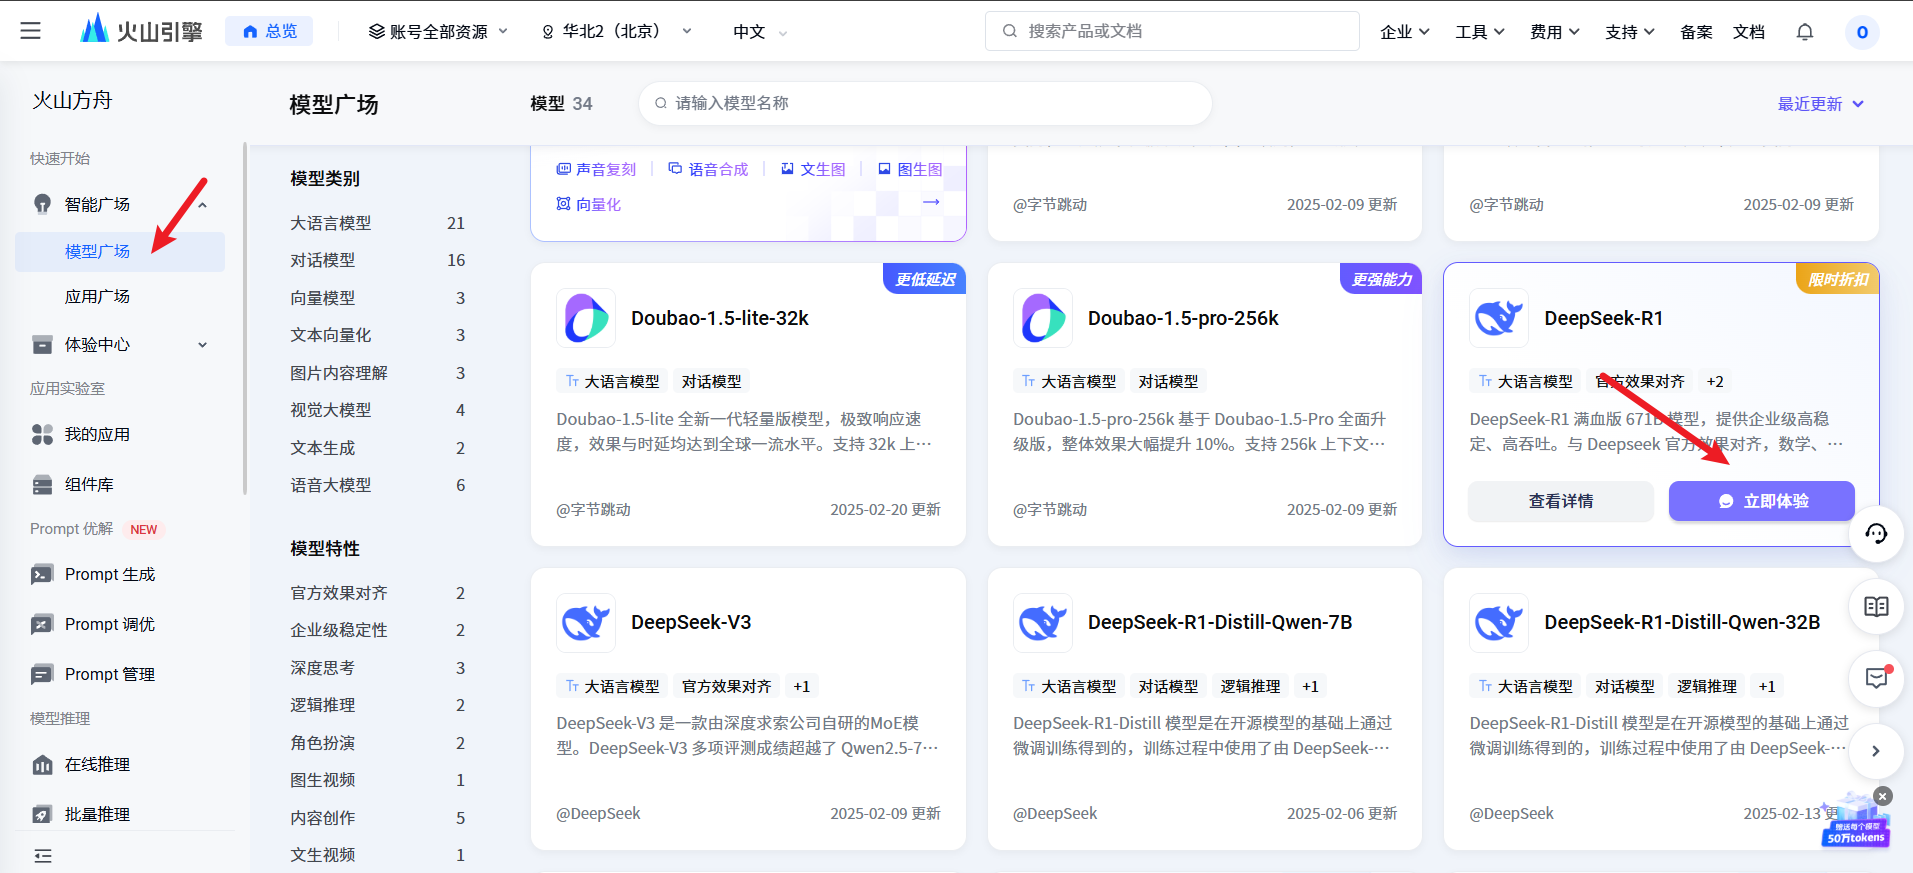 火山引擎
总览
账号全部资源
华北2（北京）
中文
搜索产品或文档
企业
工具
费用
支持
备案
文档
0
火山方舟
快速开始
智能广场
模型广场
应用广场
体验中心
应用实验室
我的应用
组件库
Prompt 优解 NEW
Prompt 生成
Prompt 调优
Prompt 管理
模型推理
在线推理
批量推理
模型广场
模型 34
请输入模型名称
最近更新
模型类别
大语言模型 21
对话模型 16
向量模型 3
文本向量化 3
图片内容理解 3
视觉大模型 4
文本生成 2
语音大模型 6
模型特性
官方效果对齐 2
企业级稳定性 2
深度思考 3
逻辑推理 2
角色扮演 2
图生视频 1
内容创作 5
文生视频 1
声音复刻 语音合成 文生图 图生图
向量化
@字节跳动 2025-02-09 更新
@字节跳动 2025-02-09 更新
更低延迟
Doubao-1.5-lite-32k
大语言模型 对话模型
Doubao-1.5-lite 全新一代轻量版模型，极致响应速
度，效果与时延均达到全球一流水平。支持 32k 上…
@字节跳动 2025-02-20 更新
更强能力
Doubao-1.5-pro-256k
大语言模型 对话模型
Doubao-1.5-pro-256k 基于 Doubao-1.5-Pro 全面升
级版，整体效果大幅提升 10%。支持 256k 上下文…
@字节跳动 2025-02-09 更新
限时折扣
DeepSeek-R1
大语言模型 官方效果对齐 +2
DeepSeek-R1 满血版 671B 模型，提供企业级高稳
定、高吞吐。与 Deepseek 官方效果对齐，数学、…
查看详情 立即体验
DeepSeek-V3
大语言模型 官方效果对齐 +1
DeepSeek-V3 是一款由深度求索公司自研的MoE模
型。DeepSeek-V3 多项评测成绩超越了 Qwen2.5-7…
@DeepSeek 2025-02-09 更新
DeepSeek-R1-Distill-Qwen-7B
大语言模型 对话模型 逻辑推理 +1
DeepSeek-R1-Distill 模型是在开源模型的基础上通过
微调训练得到的，训练过程中使用了由 DeepSeek-…
@DeepSeek 2025-02-06 更新
DeepSeek-R1-Distill-Qwen-32B
大语言模型 对话模型 逻辑推理 +1
DeepSeek-R1-Distill 模型是在开源模型的基础上通过
微调训练得到的，训练过程中使用了由 DeepSeek-…
@DeepSeek 2025-02-13 更
赠送每个模型
50万tokens